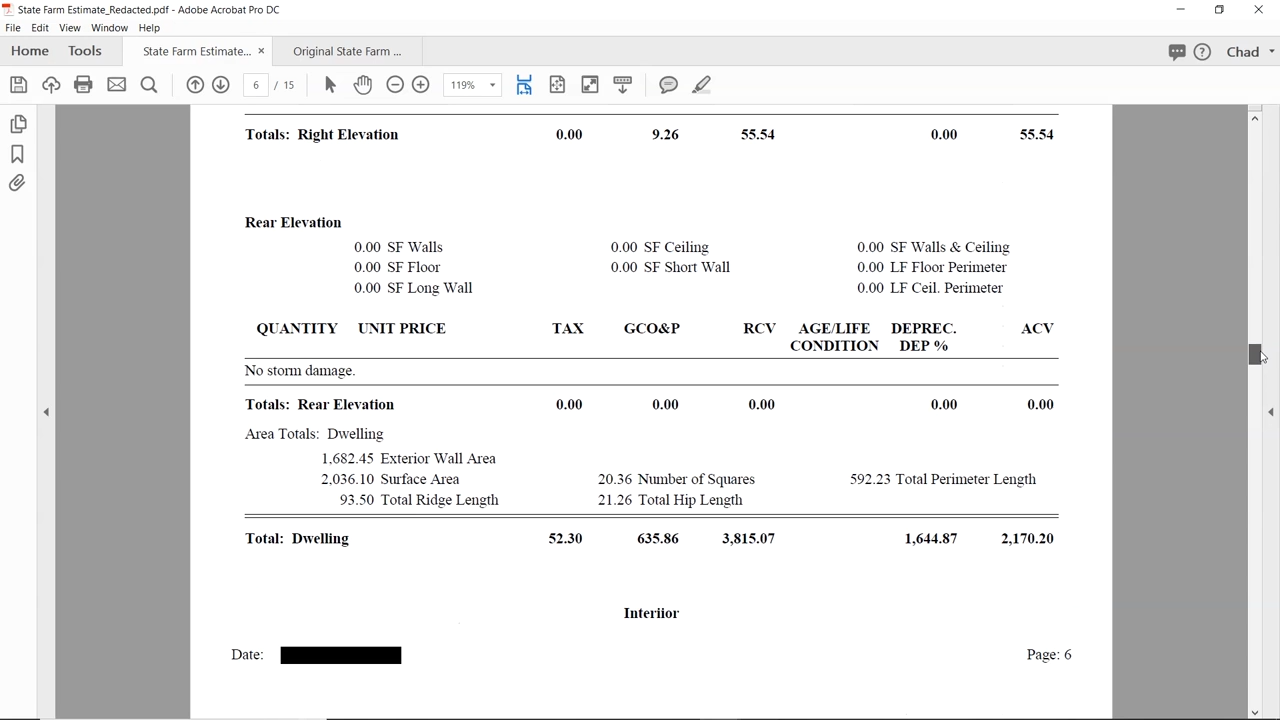 State Farm Estimate_Redacted.pdf - Adobe Acrobat Pro DC
File Edit View Window Help
Home Tools State Farm Estimate... × Original State Farm ... Chad
6 / 15 119%
Totals: Right Elevation 0.00 9.26 55.54 0.00 55.54
Rear Elevation
0.00 SF Walls 0.00 SF Ceiling 0.00 SF Walls & Ceiling
0.00 SF Floor 0.00 SF Short Wall 0.00 LF Floor Perimeter
0.00 SF Long Wall 0.00 LF Ceil. Perimeter
QUANTITY UNIT PRICE TAX GCO&P RCV AGE/LIFE DEPREC. ACV
CONDITION DEP %
No storm damage.
Totals: Rear Elevation 0.00 0.00 0.00 0.00 0.00
Area Totals: Dwelling
1,682.45 Exterior Wall Area
2,036.10 Surface Area 20.36 Number of Squares 592.23 Total Perimeter Length
93.50 Total Ridge Length 21.26 Total Hip Length
Total: Dwelling 52.30 635.86 3,815.07 1,644.87 2,170.20
Interiior
Date: Page: 6